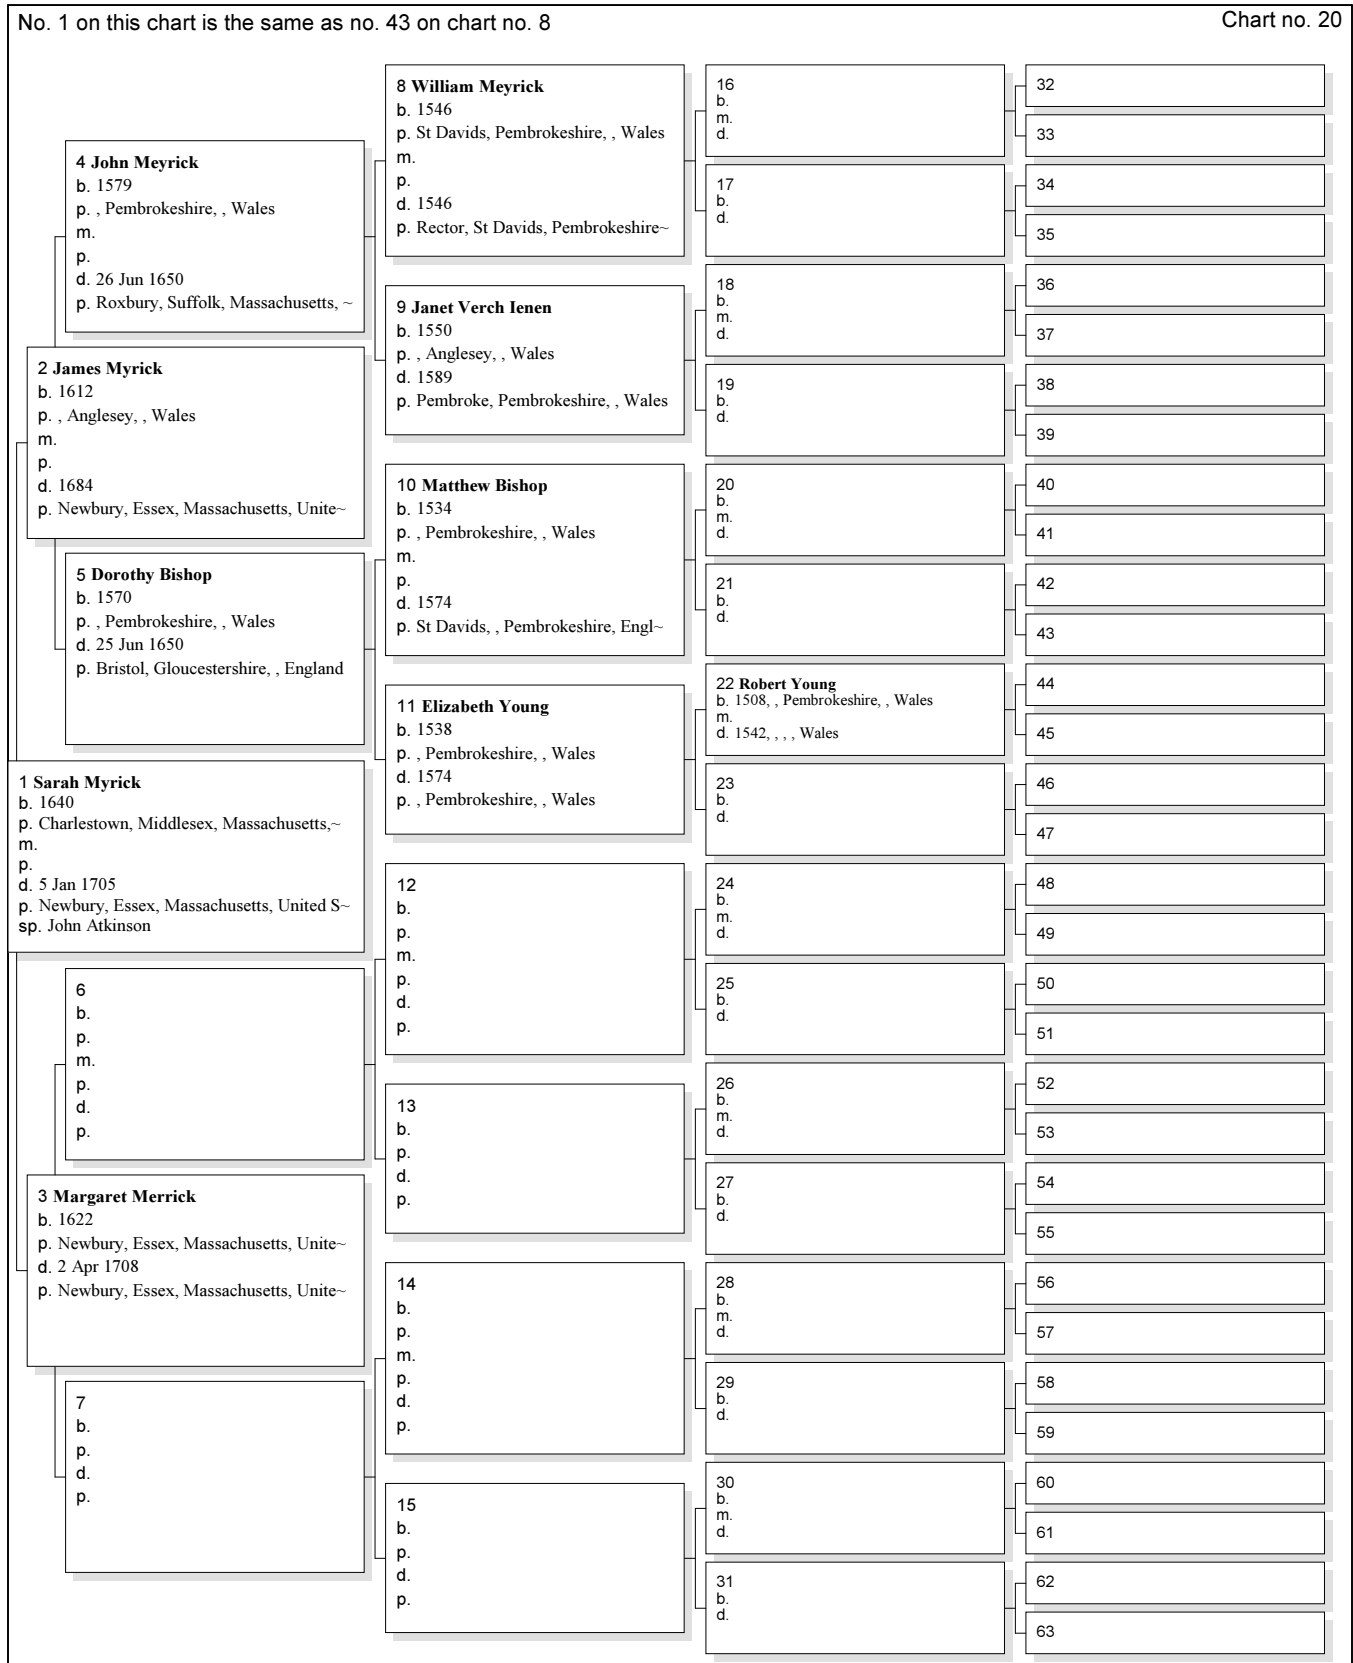 No. 1 on this chart is the same as no. 43 on chart no. 8
Chart no. 20
1 Sarah Myrick
b. 1640
p. Charlestown, Middlesex, Massachusetts,~
m.
p.
d. 5 Jan 1705
p. Newbury, Essex, Massachusetts, United S~
sp. John Atkinson
2 James Myrick
b. 1612
p. , Anglesey, , Wales
m.
p.
d. 1684
p. Newbury, Essex, Massachusetts, Unite~
3 Margaret Merrick
b. 1622
p. Newbury, Essex, Massachusetts, Unite~
d. 2 Apr 1708
p. Newbury, Essex, Massachusetts, Unite~
4 John Meyrick
b. 1579
p. , Pembrokeshire, , Wales
m.
p.
d. 26 Jun 1650
p. Roxbury, Suffolk, Massachusetts, ~
5 Dorothy Bishop
b. 1570
p. , Pembrokeshire, , Wales
d. 25 Jun 1650
p. Bristol, Gloucestershire, , England
6
b.
p.
m.
p.
d.
p.
7
b.
p.
d.
p.
8 William Meyrick
b. 1546
p. St Davids, Pembrokeshire, , Wales
m.
p.
d. 1546
p. Rector, St Davids, Pembrokeshire~
9 Janet Verch Ienen
b. 1550
p. , Anglesey, , Wales
d. 1589
p. Pembroke, Pembrokeshire, , Wales
10 Matthew Bishop
b. 1534
p. , Pembrokeshire, , Wales
m.
p.
d. 1574
p. St Davids, , Pembrokeshire, Engl~
11 Elizabeth Young
b. 1538
p. , Pembrokeshire, , Wales
d. 1574
p. , Pembrokeshire, , Wales
12
b.
p.
m.
p.
d.
p.
13
b.
p.
d.
p.
14
b.
p.
m.
p.
d.
p.
15
b.
p.
d.
p.
16
b.
m.
d.
17
b.
d.
18
b.
m.
d.
19
b.
d.
20
b.
m.
d.
21
b.
d.
22 Robert Young
b. 1508, , Pembrokeshire, , Wales
m.
d. 1542, , , , Wales
23
b.
d.
24
b.
m.
d.
25
b.
d.
26
b.
m.
d.
27
b.
d.
28
b.
m.
d.
29
b.
d.
30
b.
m.
d.
31
b.
d.
32
33
34
35
36
37
38
39
40
41
42
43
44
45
46
47
48
49
50
51
52
53
54
55
56
57
58
59
60
61
62
63